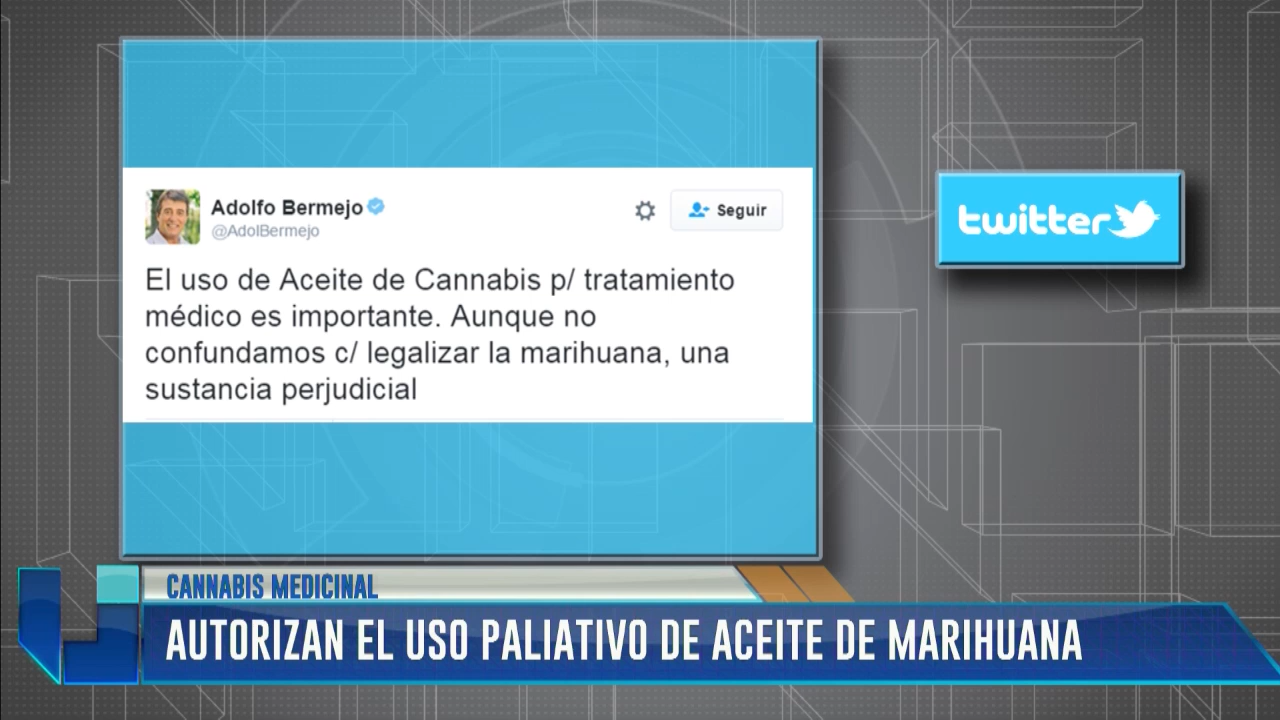 Adolfo Bermejo
@AdolBermejo
Seguir
El uso de Aceite de Cannabis p/ tratamiento
médico es importante. Aunque no
confundamos c/ legalizar la marihuana, una
sustancia perjudicial
twitter
CANNABIS MEDICINAL
AUTORIZAN EL USO PALIATIVO DE ACEITE DE MARIHUANA